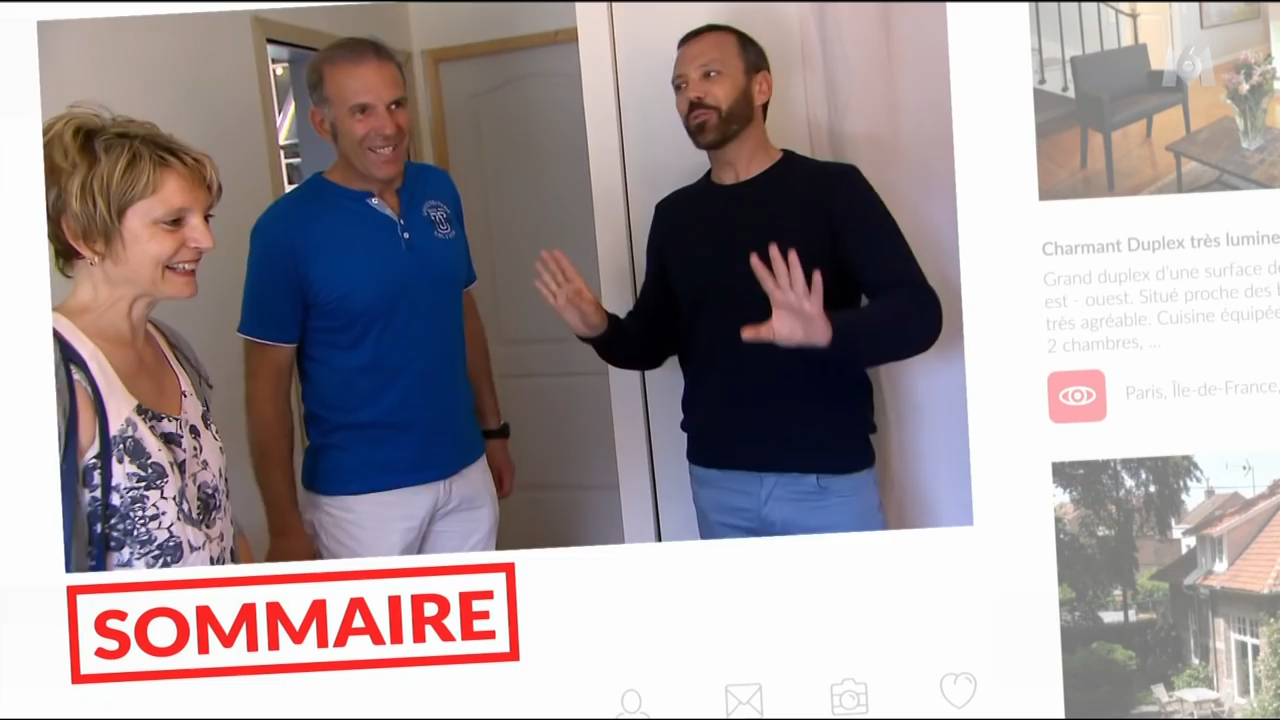 M6
SOMMAIRE
Charmant Duplex très lumine
Grand duplex d'une surface de
est - ouest. Situé proche des
très agréable. Cuisine équipée
2 chambres, ...
Paris, Île-de-France,